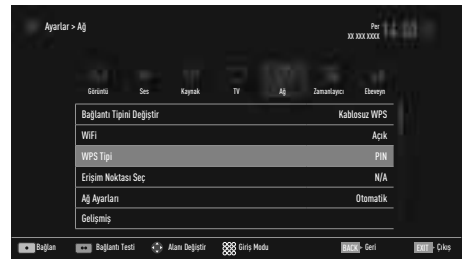 Ayarlar > Ağ
Per
XX XXX XXXX
Görüntü Ses Kaynak TV Ağ Zamanlayıcı Ebeveyn
Bağlantı Tipini Değiştir Kablosuz WPS
WiFi Açık
WPS Tipi PIN
Erişim Noktası Seç N/A
Ağ Ayarları Otomatik
Gelişmiş
Bağlan Bağlantı Testi Alanı Değiştir Giriş Modu BACK - Geri EXIT - Çıkış